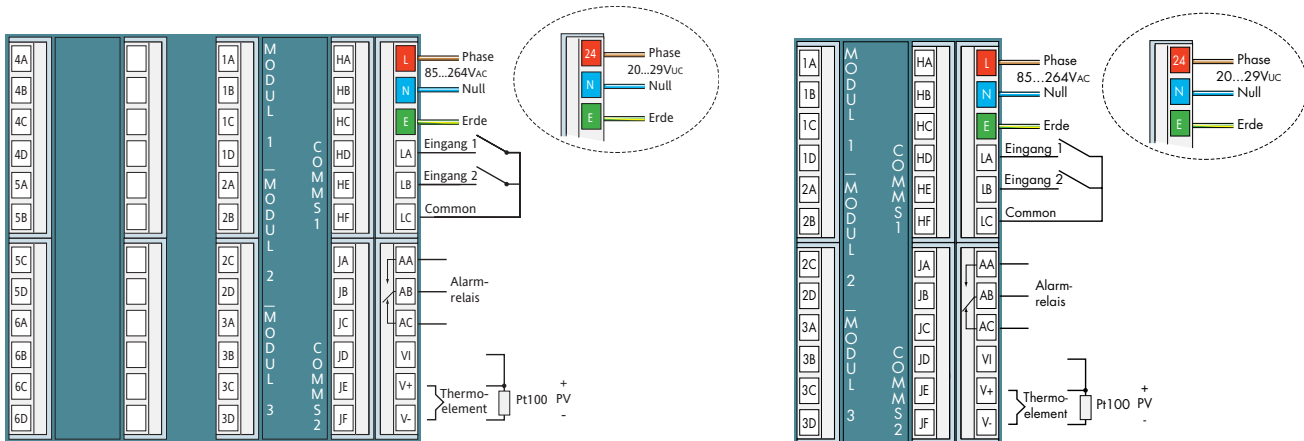 4A
4B
4C
4D
5A
5B
5C
5D
6A
6B
6C
6D
1A
1B
1C
1D
2A
2B
2C
2D
3A
3B
3C
3D
MODUL 1
MODUL 2
MODUL 3
COMMS1
COMMS2
HA
HB
HC
HD
HE
HF
JA
JB
JC
JD
JE
JF
L Phase
85...264VAC
N Null
E Erde
LA Eingang 1
LB Eingang 2
LC Common
AA
AB
AC
Alarm-
relais
VI
V+
V-
Thermo-
element
Pt100
+
PV
-
24 Phase
20...29VUC
N Null
E Erde
1A
1B
1C
1D
2A
2B
2C
2D
3A
3B
3C
3D
MODUL 1
MODUL 2
MODUL 3
COMMS1
COMMS2
HA
HB
HC
HD
HE
HF
JA
JB
JC
JD
JE
JF
L Phase
85...264VAC
N Null
E Erde
LA Eingang 1
LB Eingang 2
LC Common
AA
AB
AC
Alarm-
relais
VI
V+
V-
Thermo-
element
Pt100
+
PV
-
24 Phase
20...29VUC
N Null
E Erde